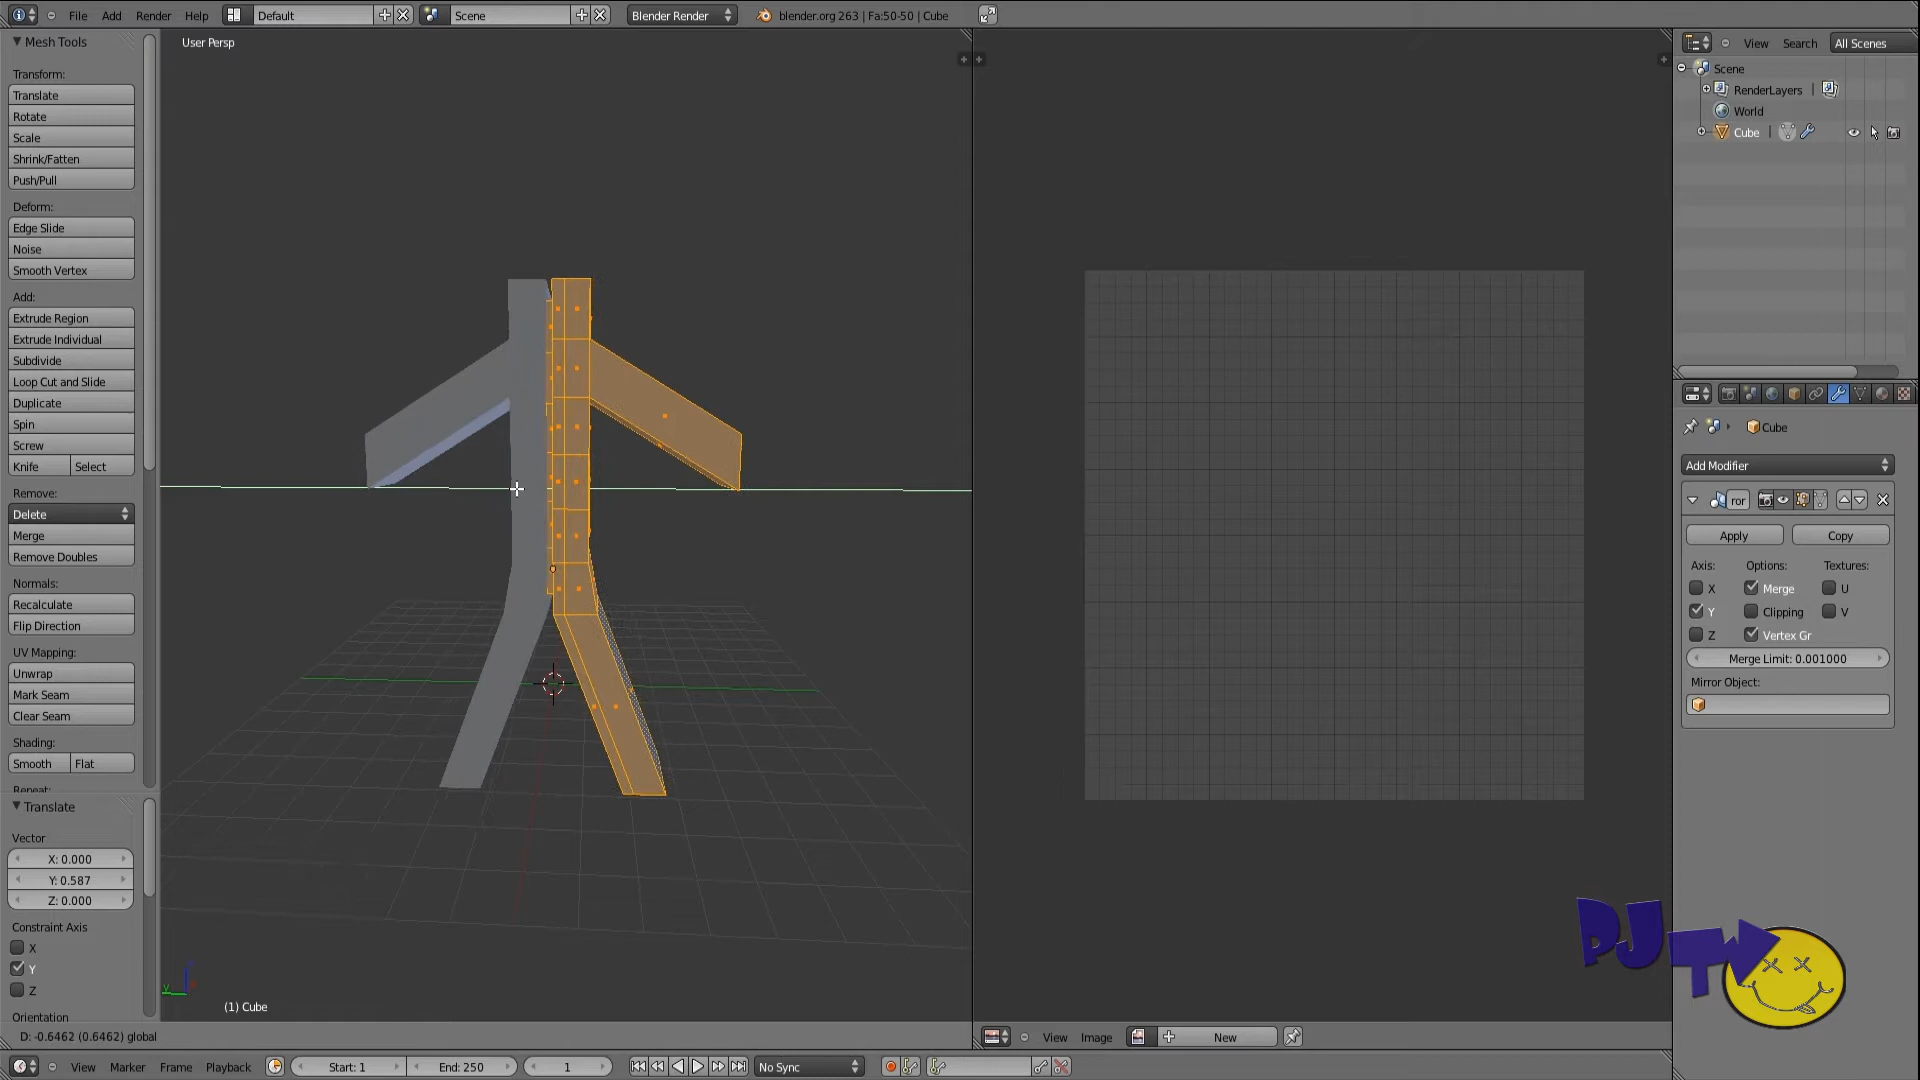 File Add Render Help Default Scene Blender Render blender.org 263 | Fa:50-50 | Cube
Mesh Tools
User Persp
View Search All Scenes
Transform:
Translate
Rotate
Scale
Shrink/Fatten
Push/Pull
Deform:
Edge Slide
Noise
Smooth Vertex
Add:
Extrude Region
Extrude Individual
Subdivide
Loop Cut and Slide
Duplicate
Spin
Screw
Knife Select
Remove:
Delete
Merge
Remove Doubles
Normals:
Recalculate
Flip Direction
UV Mapping:
Unwrap
Mark Seam
Clear Seam
Shading:
Smooth Flat
Repeat:
Translate
Vector
X: 0.000
Y: 0.587
Z: 0.000
Constraint Axis
X
Y
Z
Orientation
(1) Cube
D: -0.6462 (0.6462) global
Scene
RenderLayers
World
Cube
Cube
Add Modifier
ror
Apply Copy
Axis: Options: Textures:
X Merge U
Y Clipping V
Z Vertex Gr
Merge Limit: 0.001000
Mirror Object:
PJTV
View Image New
View Marker Frame Playback Start: 1 End: 250 1 No Sync